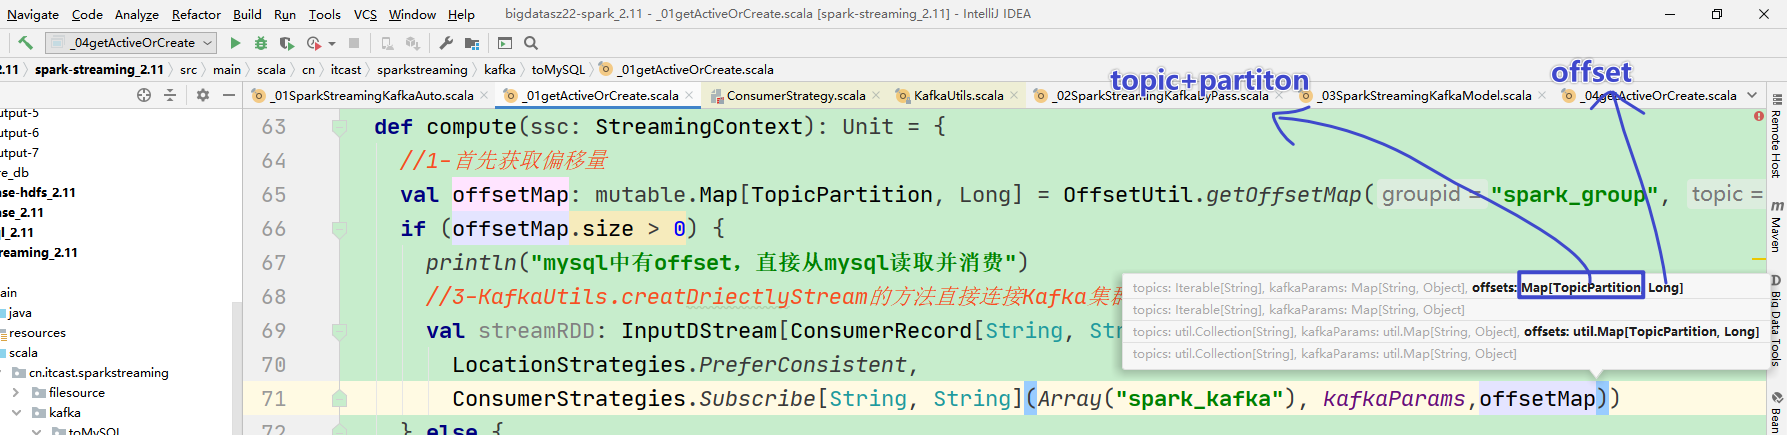 Navigate Code Analyze Refactor Build Run Tools VCS Window Help bigdatasz22-spark_2.11 - _01getActiveOrCreate.scala [spark-streaming_2.11] - IntelliJ IDEA
_04getActiveOrCreate
2.11 spark-streaming_2.11 src main scala cn itcast sparkstreaming kafka toMySQL _01getActiveOrCreate.scala
topic+partiton
offset
_01SparkStreamingKafkaAuto.scala _01getActiveOrCreate.scala ConsumerStrategy.scala KafkaUtils.scala _02SparkStreamingKafkaByPass.scala _03SparkStreamingKafkaModel.scala _04getActiveOrCreate.scala
utput-5
utput-6
utput-7
re_db
ase-hdfs_2.11
ase_2.11
ql_2.11
reaming_2.11
ain
java
resources
scala
cn.itcast.sparkstreaming
filesource
kafka
toMySQL
63 def compute(ssc: StreamingContext): Unit = {
64 //1-首先获取偏移量
65 val offsetMap: mutable.Map[TopicPartition, Long] = OffsetUtil.getOffsetMap( groupid = "spark_group", topic =
66 if (offsetMap.size > 0) {
67 println("mysql中有offset，直接从mysql读取并消费")
68 //3-KafkaUtils.creatDriectlyStream的方法直接连接Kafka集群
69 val streamRDD: InputDStream[ConsumerRecord[String, Str
70 LocationStrategies.PreferConsistent,
71 ConsumerStrategies.Subscribe[String, String](Array("spark_kafka"), kafkaParams,offsetMap))
72 } else {
topics: Iterable[String], kafkaParams: Map[String, Object], offsets: Map[TopicPartition, Long]
topics: Iterable[String], kafkaParams: Map[String, Object]
topics: util.Collection[String], kafkaParams: util.Map[String, Object], offsets: util.Map[TopicPartition, Long]
topics: util.Collection[String], kafkaParams: util.Map[String, Object]
Remote Host
Maven
Big Data Tools
Bean